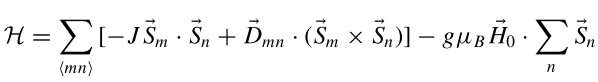 $\mathcal{H} = \sum_{\langle mn \rangle} [-J\vec{S}_m \cdot \vec{S}_n + \vec{D}_{mn} \cdot (\vec{S}_m \times \vec{S}_n)] - g\mu_B \vec{H}_0 \cdot \sum_n \vec{S}_n$